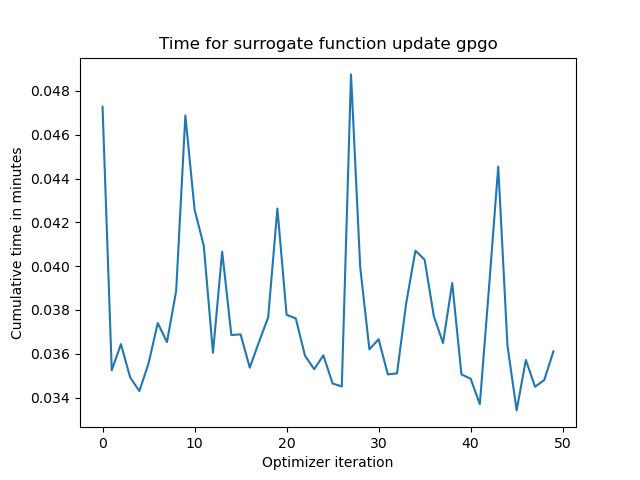 Time for surrogate function update gpgo
Cumulative time in minutes
0.048
0.046
0.044
0.042
0.040
0.038
0.036
0.034
0 10 20 30 40 50
Optimizer iteration